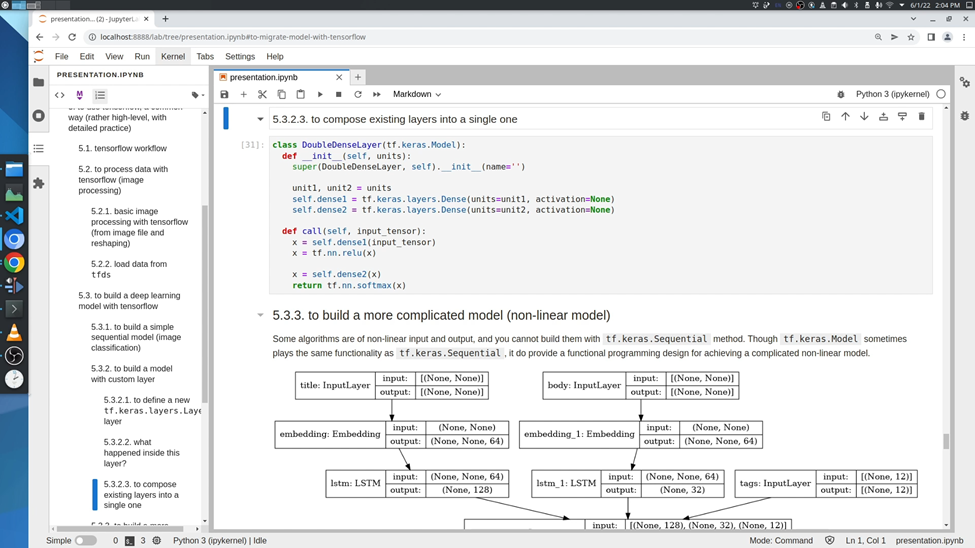 6/1/22 2:04 PM
presentation... (2) - JupyterL
localhost:8888/lab/tree/presentation.ipynb#to-migrate-model-with-tensorflow
File Edit View Run Kernel Tabs Settings Help
PRESENTATION.IPYNB
presentation.ipynb
Markdown
Python 3 (ipykernel)
way (rather high-level, with
detailed practice)
5.1. tensorflow workflow
5.2. to process data with
tensorflow (image
processing)
5.2.1. basic image
processing with tensorflow
(from image file and
reshaping)
5.2.2. load data from
tfds
5.3. to build a deep learning
model with tensorflow
5.3.1. to build a simple
sequential model (image
classification)
5.3.2. to build a model
with custom layer
5.3.2.1. to define a new
tf.keras.layers.Laye
layer
5.3.2.2. what
happened inside this
layer?
5.3.2.3. to compose
existing layers into a
single one
5.3.2.3. to compose existing layers into a single one
[31]:
class DoubleDenseLayer(tf.keras.Model):
def __init__(self, units):
super(DoubleDenseLayer, self).__init__(name='')
unit1, unit2 = units
self.dense1 = tf.keras.layers.Dense(units=unit1, activation=None)
self.dense2 = tf.keras.layers.Dense(units=unit2, activation=None)
def call(self, input_tensor):
x = self.dense1(input_tensor)
x = tf.nn.relu(x)
x = self.dense2(x)
return tf.nn.softmax(x)
5.3.3. to build a more complicated model (non-linear model)
Some algorithms are of non-linear input and output, and you cannot build them with tf.keras.Sequential method. Though tf.keras.Model sometimes
plays the same functionality as tf.keras.Sequential , it do provide a functional programming design for achieving a complicated non-linear model.
title: InputLayer input: [(None, None)] output: [(None, None)]
body: InputLayer input: [(None, None)] output: [(None, None)]
embedding: Embedding input: (None, None) output: (None, None, 64)
embedding_1: Embedding input: (None, None) output: (None, None, 64)
lstm: LSTM input: (None, None, 64) output: (None, 128)
lstm_1: LSTM input: (None, None, 64) output: (None, 32)
tags: InputLayer input: [(None, 12)] output: [(None, 12)]
input: [(None, 128), (None, 32), (None, 12)]
Simple 0 3 Python 3 (ipykernel) | Idle
Mode: Command Ln 1, Col 1 presentation.ipynb